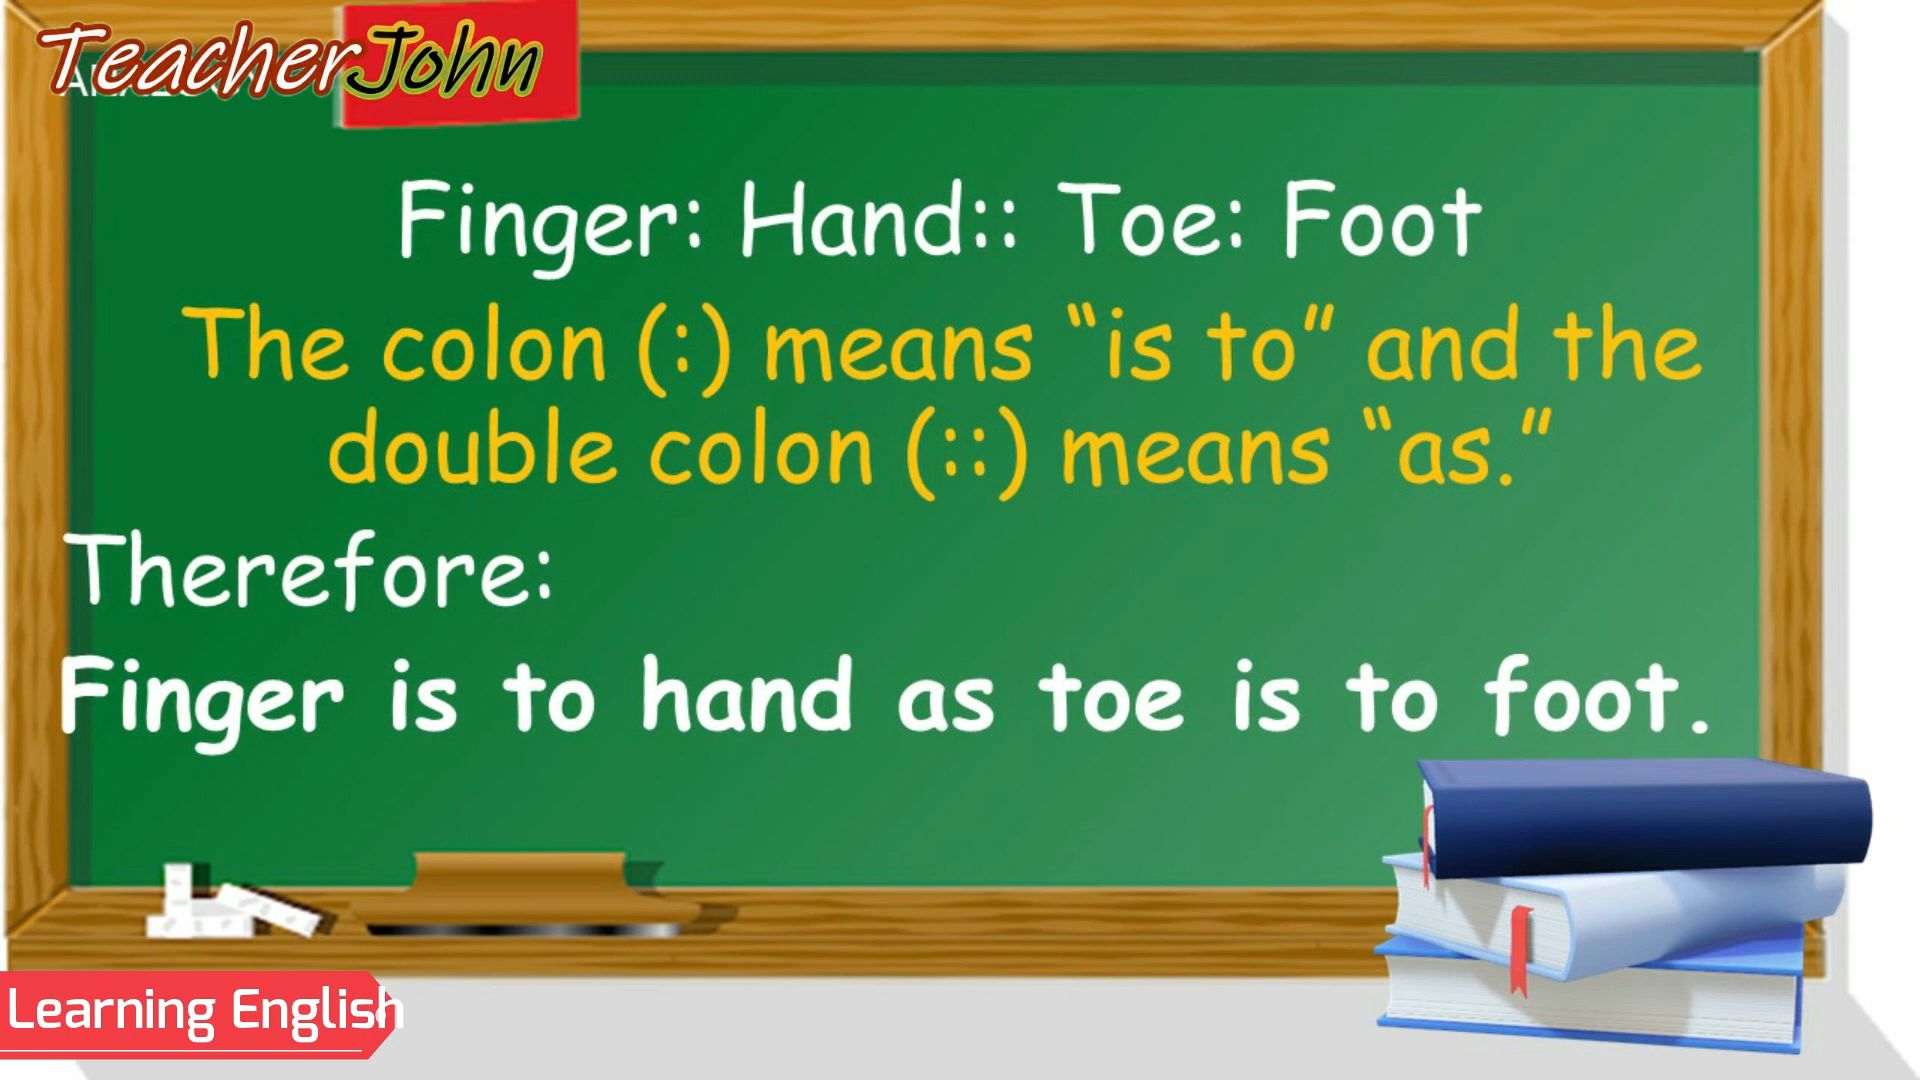 TeacherJohn
Finger: Hand:: Toe: Foot
The colon (:) means “is to” and the
double colon (::) means “as.”
Therefore:
Finger is to hand as toe is to foot.
Learning English